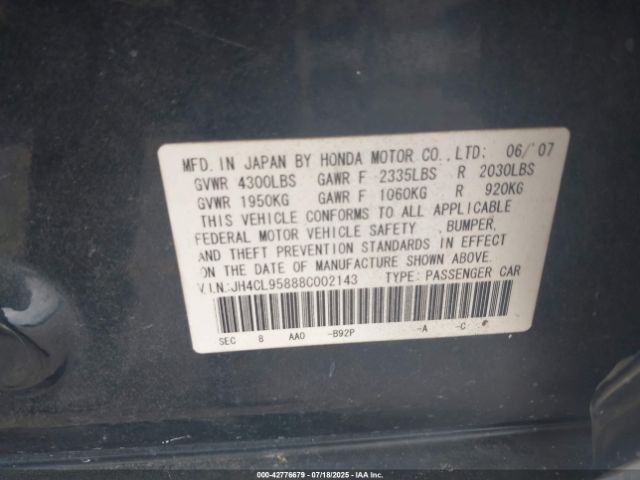 MFD. IN JAPAN BY HONDA MOTOR CO., LTD: 06/'07
GVWR 4300LBS GAWR F 2335LBS R 2030LBS
GVWR 1950KG GAWR F 1060KG R 920KG
THIS VEHICLE CONFORMS TO ALL APPLICABLE
FEDERAL MOTOR VEHICLE SAFETY , BUMPER,
AND THEFT PREVENTION STANDARDS IN EFFECT
ON THE DATE OF MANUFACTURE SHOWN ABOVE.
V.I.N.:JH4CL95888C002143 TYPE: PASSENGER CAR
SEC 8 AAO -B92P -A -C
000-42776679 | 07/18/2025 - IAA Inc.